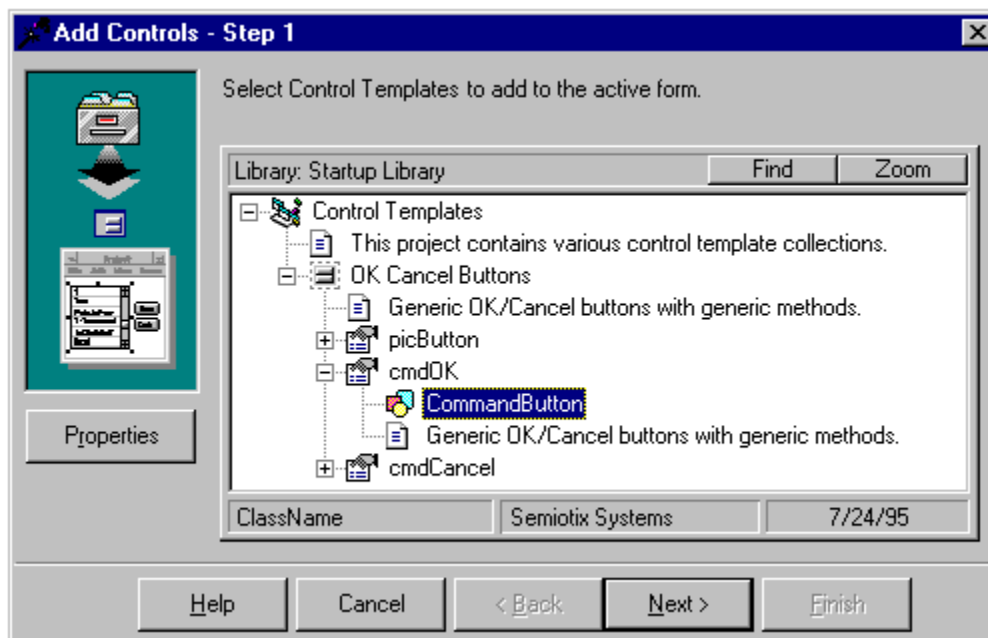 Add Controls - Step 1
Select Control Templates to add to the active form.
Library: Startup Library Find Zoom
Control Templates
This project contains various control template collections.
OK Cancel Buttons
Generic OK/Cancel buttons with generic methods.
picButton
cmdOK
CommandButton
Generic OK/Cancel buttons with generic methods.
cmdCancel
Properties
ClassName Semiotix Systems 7/24/95
Help Cancel < Back Next > Finish